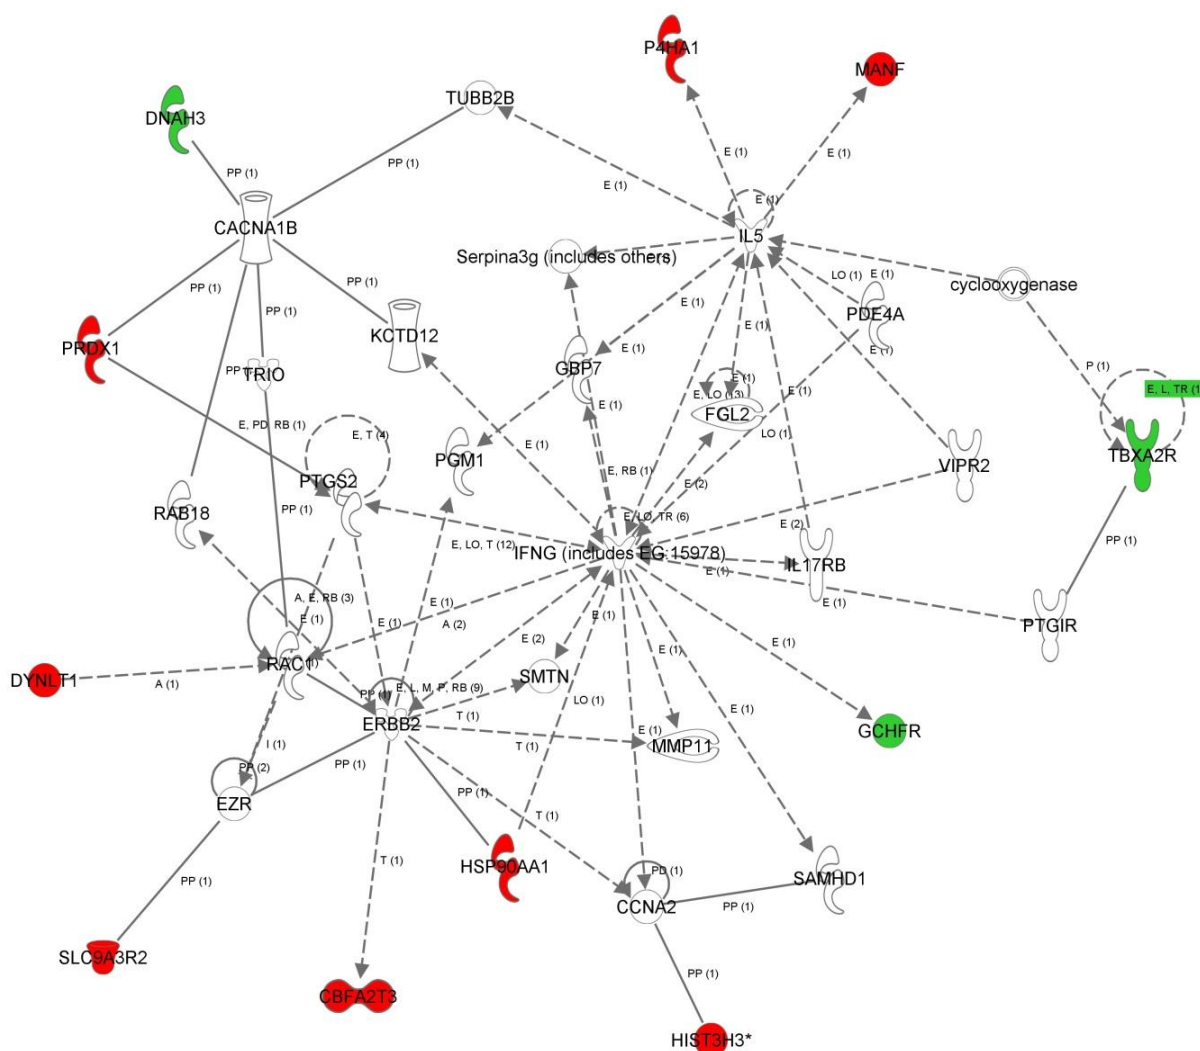 P4HA1
MANF
TUBB2B
DNAH3
E (1)
E (1)
PP (1)
PP (1)
E (1)
E (1)
CACNA1B
IL5
Serpina3g (includes others)
LO (1)
E (1)
PP (1)
cyclooxygenase
PP (1)
E (1)
PDE4A
PP (1)
E (1)
KCTD12
PRDX1
E (1)
GBP7
TRIO
P (1)
E (1)
E (1)
E, L, TR (1
E, LO (13)
E (1)
FGL2
E, PD, RB (1)
E, T (4)
E (1)
LO (1)
PGM1
VIPR2
TBXA2R
E, RB (1)
PTGS2
E (2)
PP (1)
RAB18
E, LO, TR (6)
E (2)
E, LO, T (12)
IFNG (includes EG:15978)
PP (1)
IL17RB
E (1)
A, E, RB (3)
E (1)
E (1)
E (1)
A (2)
E (1)
E (1)
PTGIR
E (2)
E (1)
E (1)
RAC1
DYNLT1
SMTN
A (1)
PP (1)
E, L, M, P, RB (9)
LO (1)
E (1)
ERBB2
T (1)
E (1)
GCHFR
I (1)
T (1)
MMP11
PP (2)
PP (1)
EZR
PP (1)
T (1)
T (1)
HSP90AA1
PD (1)
SAMHD1
PP (1)
CCNA2
PP (1)
SLC9A3R2
PP (1)
CBFA2T3
HIST3H3*